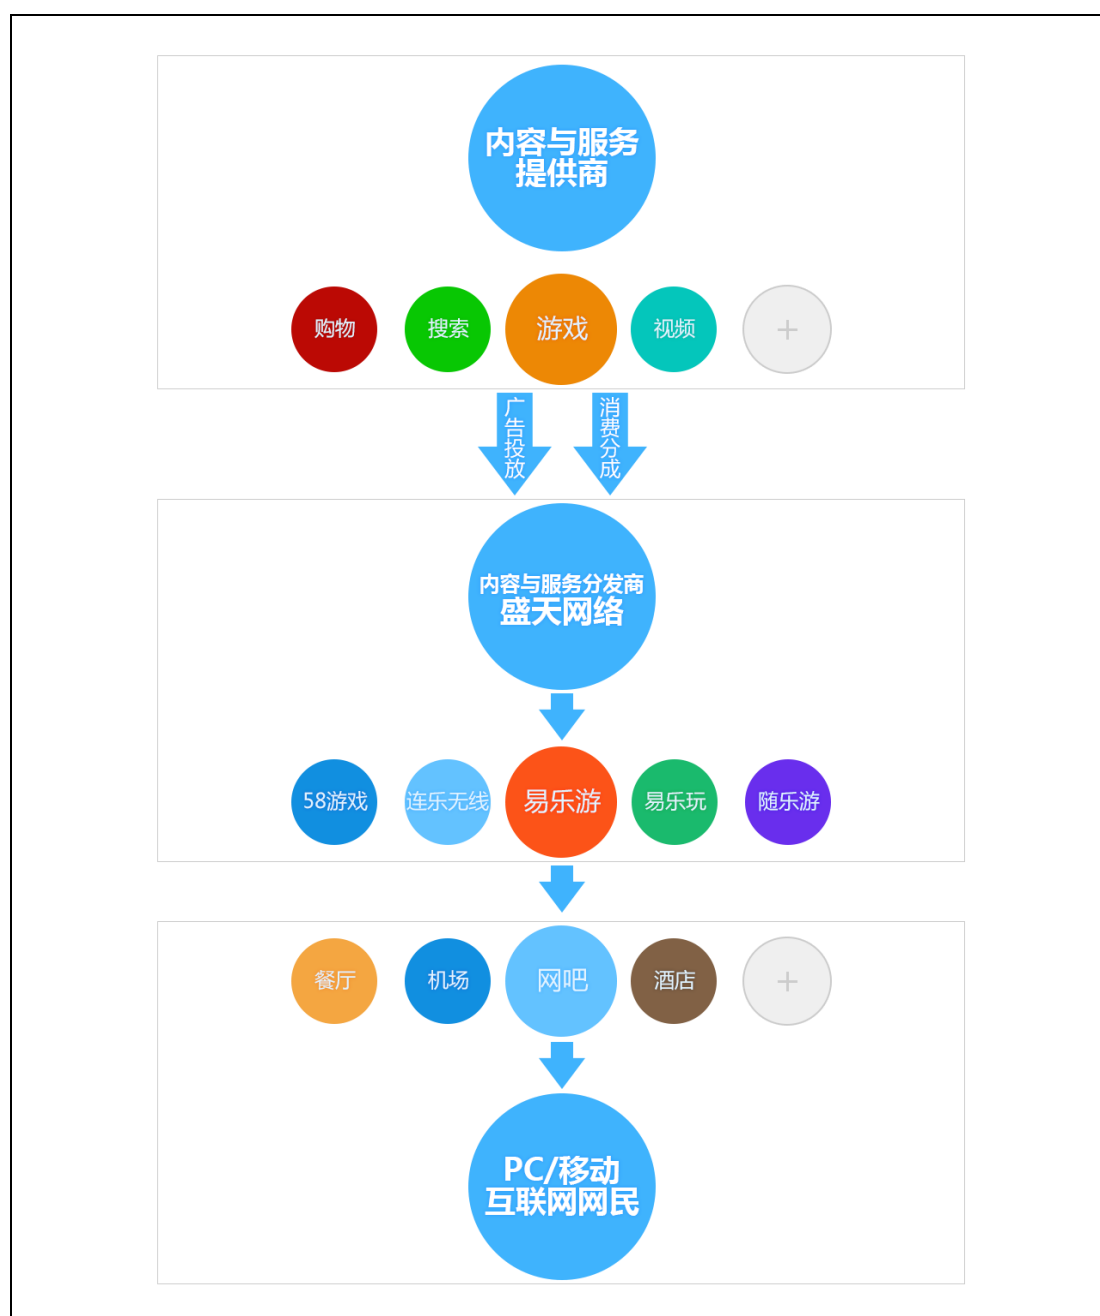 内容与服务
提供商
购物
搜索
游戏
视频
+
广告投放
消费分成
内容与服务分发商
盛天网络
58游戏
连乐无线
易乐游
易乐玩
随乐游
餐厅
机场
网吧
酒店
+
PC/移动
互联网网民